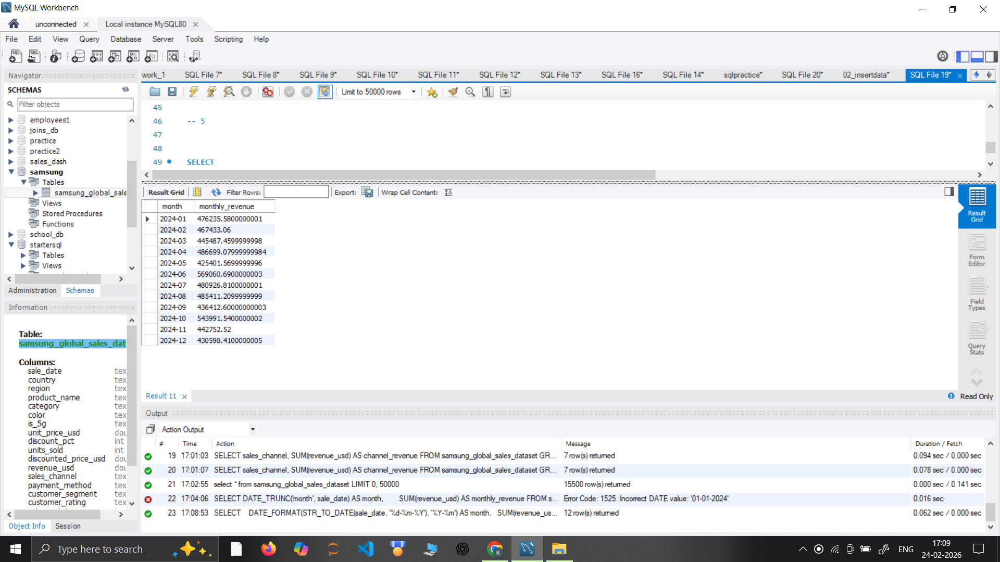 MySQL Workbench
unconnected
Local instance MySQL80
File Edit View Query Database Server Tools Scripting Help
Navigator
SCHEMAS
Filter objects
employees1
joins_db
practice
practice2
sales_dash
samsung
Tables
samsung_global_sale
Views
Stored Procedures
Functions
school_db
startersql
Tables
Views
Administration Schemas
Information
Table:
samsung_global_sales_dat
Columns:
sale_date tex
country tex
region tex
product_name tex
category tex
color tex
is_5g tex
unit_price_usd dou
discount_pct int
units_sold int
discounted_price_usd dou
revenue_usd dou
sales_channel tex
payment_method tex
customer_segment tex
customer_rating tex
Object Info Session
work_1 SQL File 7* SQL File 8* SQL File 9* SQL File 10* SQL File 11* SQL File 12* SQL File 13* SQL File 16* SQL File 14* sqlpractice* SQL File 20* 02_insertdata* SQL File 19*
Limit to 50000 rows
45
46 -- 5
47
48
49 SELECT
Result Grid Filter Rows: Export: Wrap Cell Content:
month monthly_revenue
2024-01 476235.5800000001
2024-02 467433.06
2024-03 445487.4599999998
2024-04 486699.07999999984
2024-05 425401.5699999996
2024-06 569060.6900000003
2024-07 480926.8100000001
2024-08 485411.2099999999
2024-09 436412.60000000003
2024-10 543991.5400000002
2024-11 442752.52
2024-12 430598.4100000005
Result Grid
Form Editor
Field Types
Query Stats
Result 11
Read Only
Output
Action Output
# Time Action Message Duration / Fetch
19 17:01:03 SELECT sales_channel, SUM(revenue_usd) AS channel_revenue FROM samsung_global_sales_dataset GR... 7 row(s) returned 0.094 sec / 0.000 sec
20 17:01:07 SELECT sales_channel, SUM(revenue_usd) AS channel_revenue FROM samsung_global_sales_dataset GR... 7 row(s) returned 0.078 sec / 0.000 sec
21 17:02:55 select * from samsung_global_sales_dataset LIMIT 0, 50000 15500 row(s) returned 0.000 sec / 0.141 sec
22 17:04:06 SELECT DATE_TRUNC('month', sale_date) AS month, SUM(revenue_usd) AS monthly_revenue FROM s... Error Code: 1525. Incorrect DATE value: '01-01-2024' 0.016 sec
23 17:08:53 SELECT DATE_FORMAT(STR_TO_DATE(sale_date, '%d-%m-%Y'), '%Y-%m') AS month, SUM(revenue_us... 12 row(s) returned 0.062 sec / 0.000 sec
Type here to search
ENG
17:09
24-02-2026